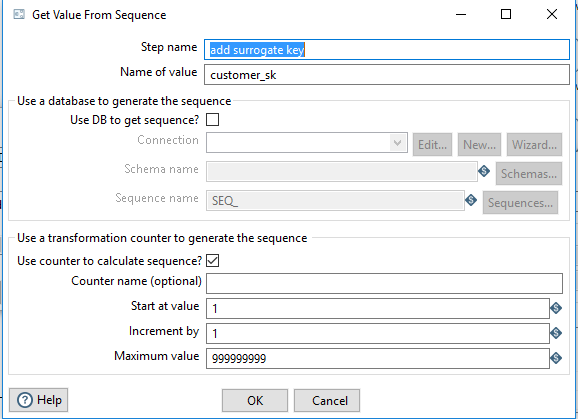 Get Value From Sequence
Step name add surrogate key
Name of value customer_sk
Use a database to generate the sequence
Use DB to get sequence?
Connection Edit... New... Wizard...
Schema name Schemas...
Sequence name SEQ_ Sequences...
Use a transformation counter to generate the sequence
Use counter to calculate sequence?
Counter name (optional)
Start at value 1
Increment by 1
Maximum value 999999999
Help OK Cancel